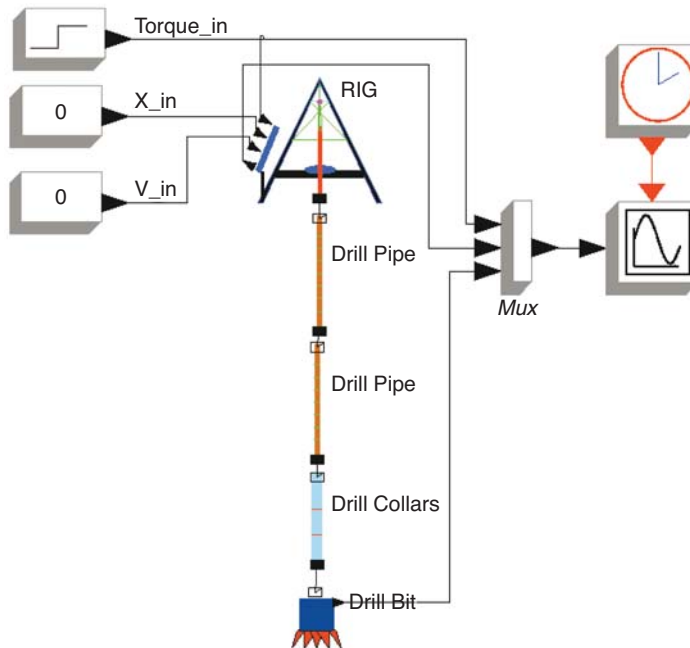 Torque_in
0
X_in
RIG
0
V_in
Drill Pipe
Mux
Drill Pipe
Drill Collars
Drill Bit